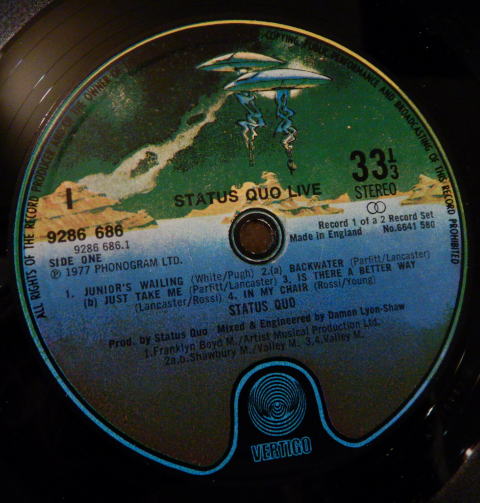 ALL RIGHTS OF THE RECORD PRODUCER AND THE OWNER OF
COPYING, PUBLIC PERFORMANCE AND BROADCASTING OF THIS RECORD PROHIBITED
I
STATUS QUO LIVE
33 1/3
STEREO
9286 686
9286 686.1
SIDE ONE
℗ 1977 PHONOGRAM LTD.
Record 1 of a 2 Record Set
Made in England No.6641 580
1. JUNIOR'S WAILING (White/Pugh) 2.(a) BACKWATER (Parfitt/Lancaster)
(b) JUST TAKE ME (Parfitt/Lancaster) 3. IS THERE A BETTER WAY
(Lancaster/Rossi) 4. IN MY CHAIR (Rossi/Young)
STATUS QUO
Prod. by Status Quo Mixed & Engineered by Damon Lyon-Shaw
1.Franklyn Boyd M./Artist Musical Production Ltd.
2a,b.Shawbury M./Valley M. 3,4.Valley M.
VERTIGO